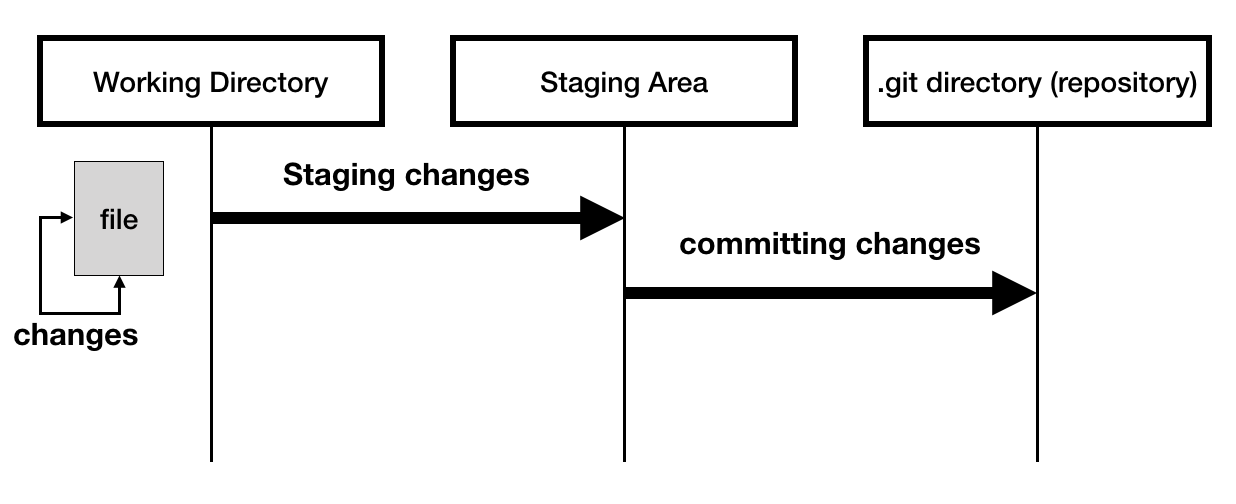 Working Directory
Staging Area
.git directory (repository)
Staging changes
file
committing changes
changes